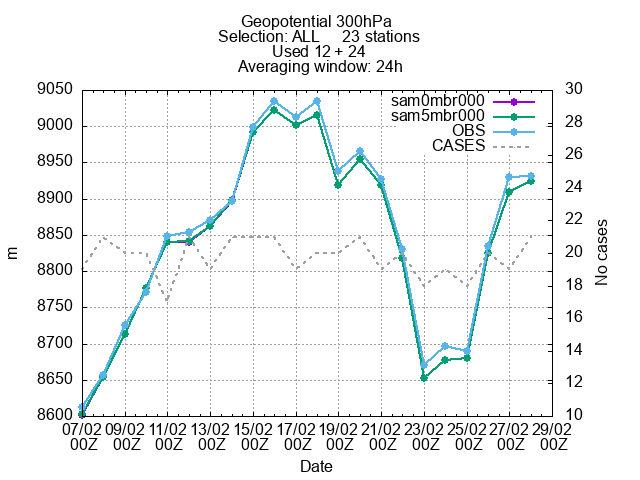 Geopotential 300hPa
Selection: ALL 23 stations
Used 12 + 24
Averaging window: 24h
sam0mbr000
sam5mbr000
OBS
CASES
9050
9000
8950
8900
8850
8800
8750
8700
8650
8600
m
30
28
26
24
22
20
18
16
14
12
10
No cases
07/02 09/02 11/02 13/02 15/02 17/02 19/02 21/02 23/02 25/02 27/02 29/02
00Z 00Z 00Z 00Z 00Z 00Z 00Z 00Z 00Z 00Z 00Z 00Z
Date